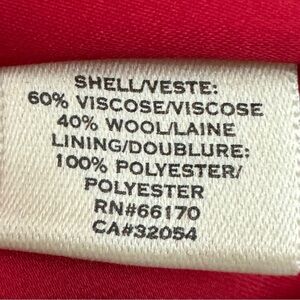 SHELL/VESTE:
60% VISCOSE/VISCOSE
40% WOOL/LAINE
LINING/DOUBLURE:
100% POLYESTER/
POLYESTER
RN#66170
CA#32054